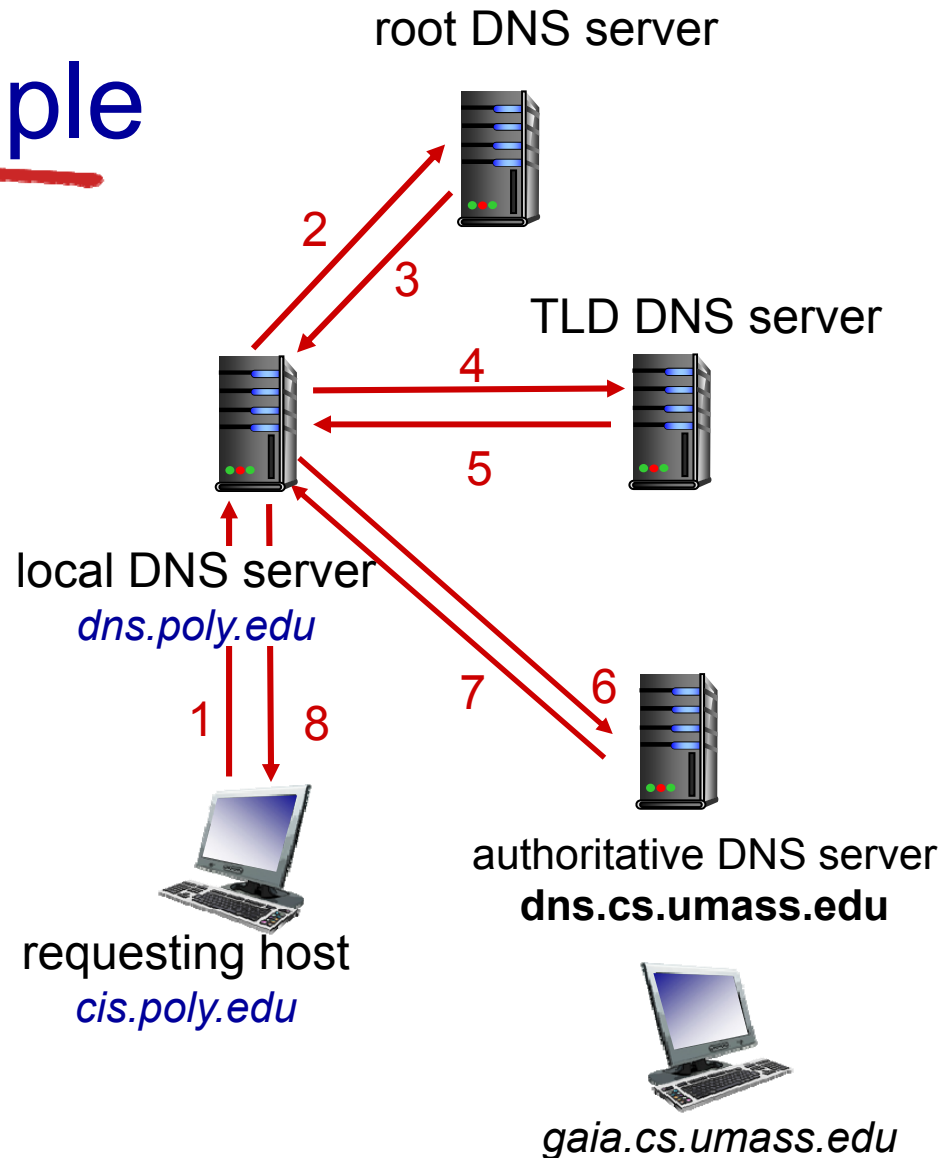 root DNS server
ple
2
3
TLD DNS server
4
5
local DNS server
dns.poly.edu
1
8
7
6
authoritative DNS server
dns.cs.umass.edu
requesting host
cis.poly.edu
gaia.cs.umass.edu